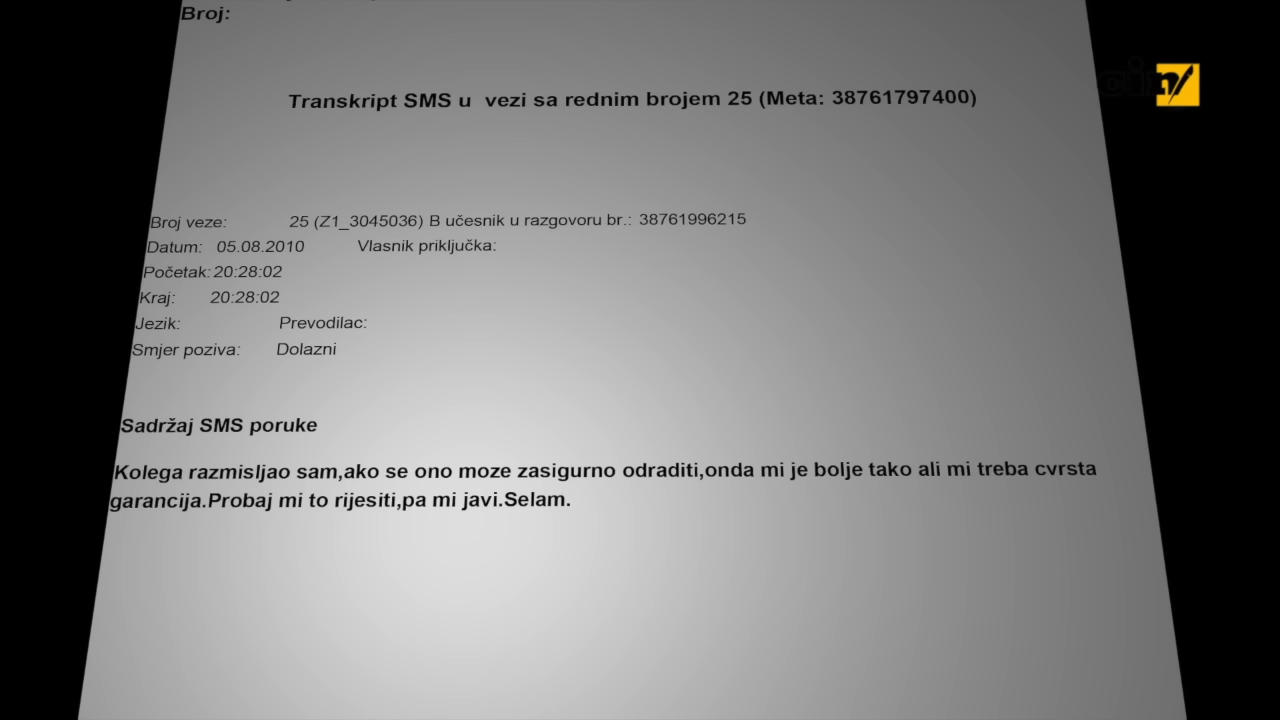 Broj:
cin
Transkript SMS u vezi sa rednim brojem 25 (Meta: 38761797400)
Broj veze: 25 (Z1_3045036) B učesnik u razgovoru br.: 38761996215
Datum: 05.08.2010 Vlasnik priključka:
Početak: 20:28:02
Kraj: 20:28:02
Jezik: Prevodilac:
Smjer poziva: Dolazni
Sadržaj SMS poruke
Kolega razmisljao sam,ako se ono moze zasigurno odraditi,onda mi je bolje tako ali mi treba cvrsta
garancija.Probaj mi to rijesiti,pa mi javi.Selam.